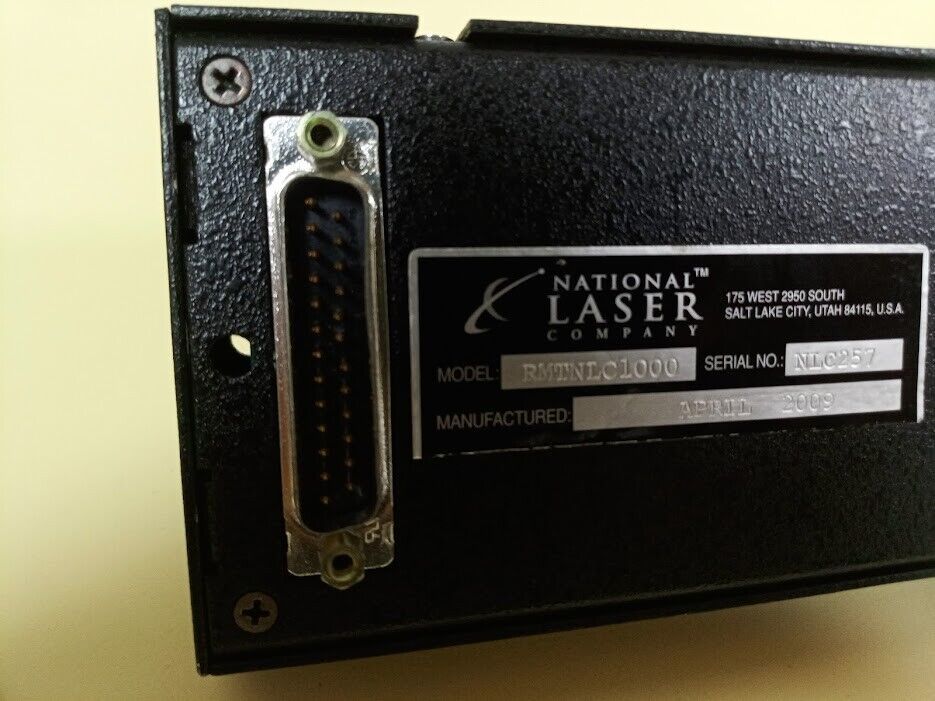 NATIONAL™
LASER
COMPANY
175 WEST 2950 SOUTH
SALT LAKE CITY, UTAH 84115, U.S.A.
MODEL: RMTNLC1000 SERIAL NO.: NLC257
MANUFACTURED: APRIL 2009